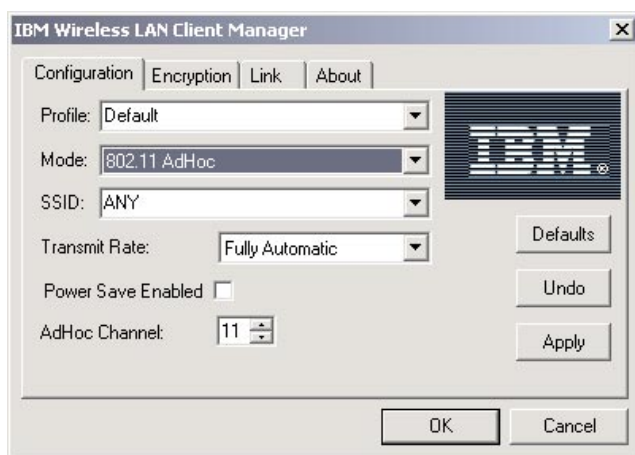 IBM Wireless LAN Client Manager
Configuration Encryption Link About
Profile: Default
IBM®
Mode: 802.11 AdHoc
SSID: ANY
Transmit Rate: Fully Automatic
Defaults
Power Save Enabled
Undo
AdHoc Channel: 11
Apply
OK Cancel